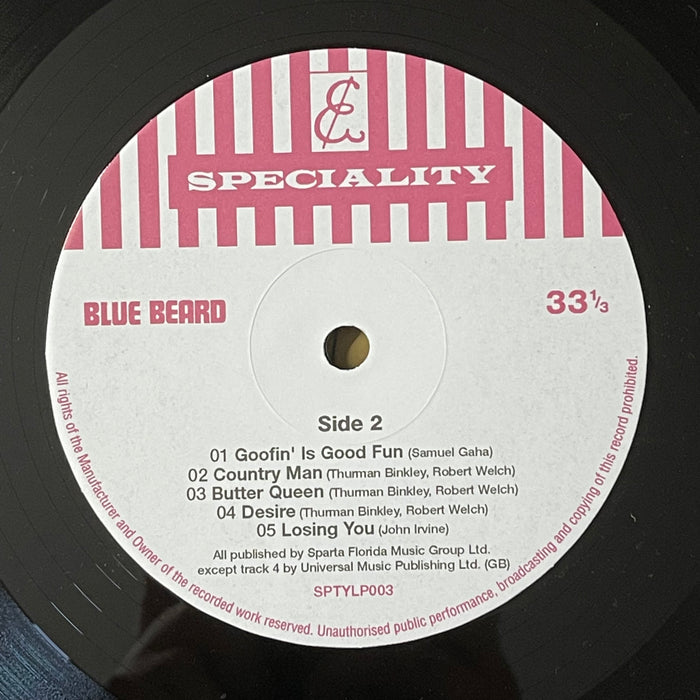 SPECIALITY
BLUE BEARD
33 1/3
Side 2
01 Goofin' Is Good Fun (Samuel Gaha)
02 Country Man (Thurman Binkley, Robert Welch)
03 Butter Queen (Thurman Binkley, Robert Welch)
04 Desire (Thurman Binkley, Robert Welch)
05 Losing You (John Irvine)
All published by Sparta Florida Music Group Ltd.
except track 4 by Universal Music Publishing Ltd. (GB)
SPTYLP003
All rights of the Manufacturer and Owner of the recorded work reserved. Unauthorised public performance, broadcasting and copying of this record prohibited.